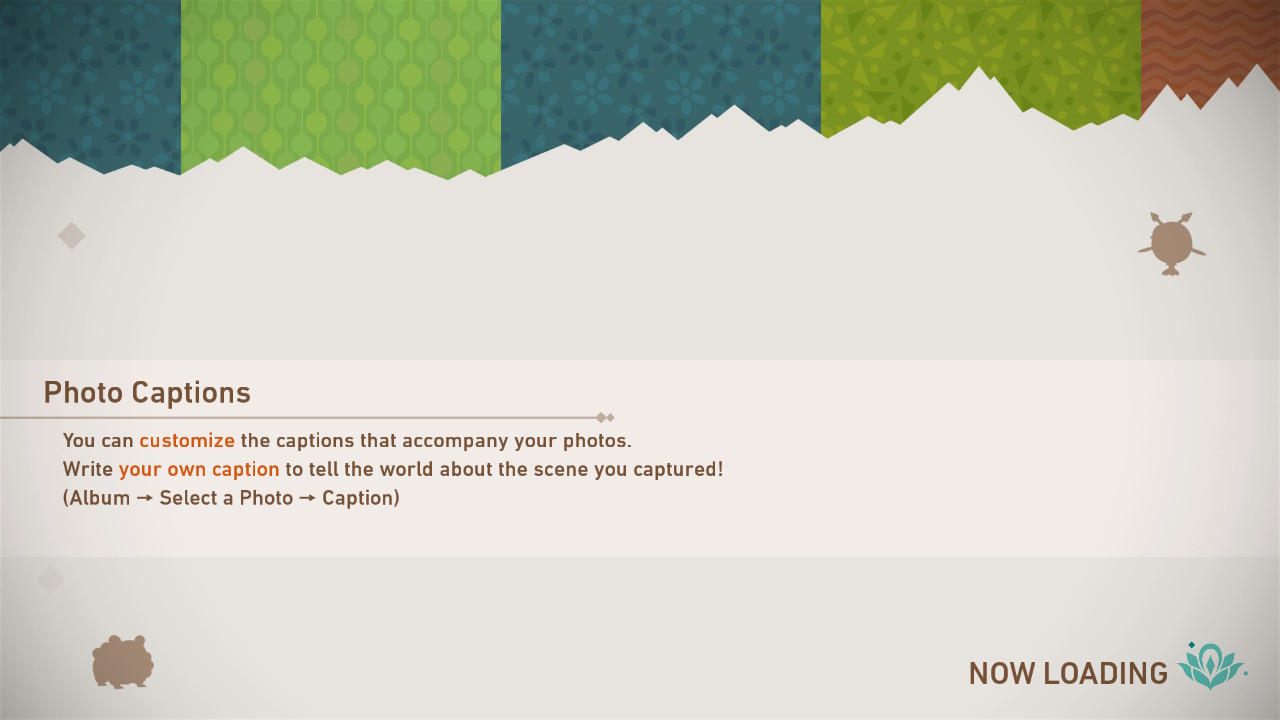 Photo Captions
You can customize the captions that accompany your photos.
Write your own caption to tell the world about the scene you captured!
(Album → Select a Photo → Caption)
NOW LOADING